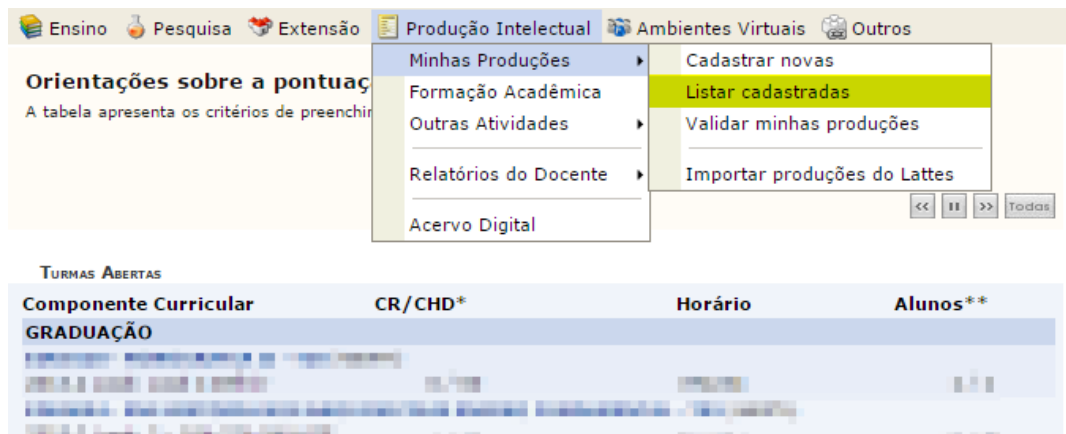 Ensino Pesquisa Extensão Produção Intelectual Ambientes Virtuais Outros
Minhas Produções
Formação Acadêmica
Outras Atividades
Relatórios do Docente
Acervo Digital
Cadastrar novas
Listar cadastradas
Validar minhas produções
Importar produções do Lattes
Orientações sobre a pontuaç
A tabela apresenta os critérios de preenchir
<< II >> Todas
TURMAS ABERTAS
Componente Curricular CR/CHD* Horário Alunos**
GRADUAÇÃO